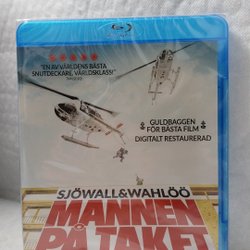 "EN AV VÄRLDENS BÄSTA
SNUTDECKARE. VÄRLDSKLASS!"
GULDBAGGEN
FÖR BÄSTA FILM
DIGITALT RESTAURERAD
SJÖWALL&WAHLÖÖ
MANNEN
PÅ TAKET